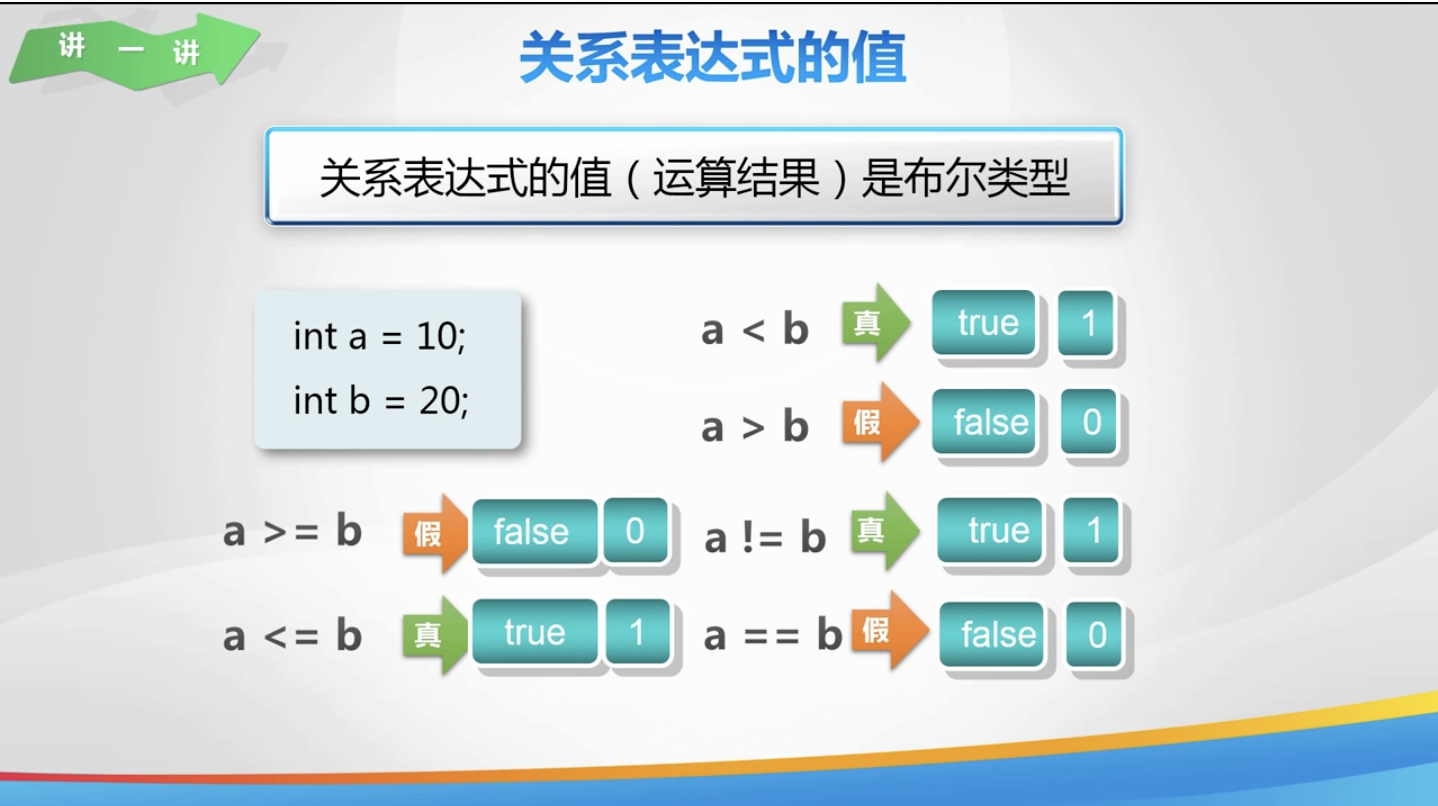 讲一讲
关系表达式的值
关系表达式的值（运算结果）是布尔类型
int a = 10;
int b = 20;
a < b 真 true 1
a > b 假 false 0
a >= b 假 false 0
a != b 真 true 1
a <= b 真 true 1
a == b 假 false 0